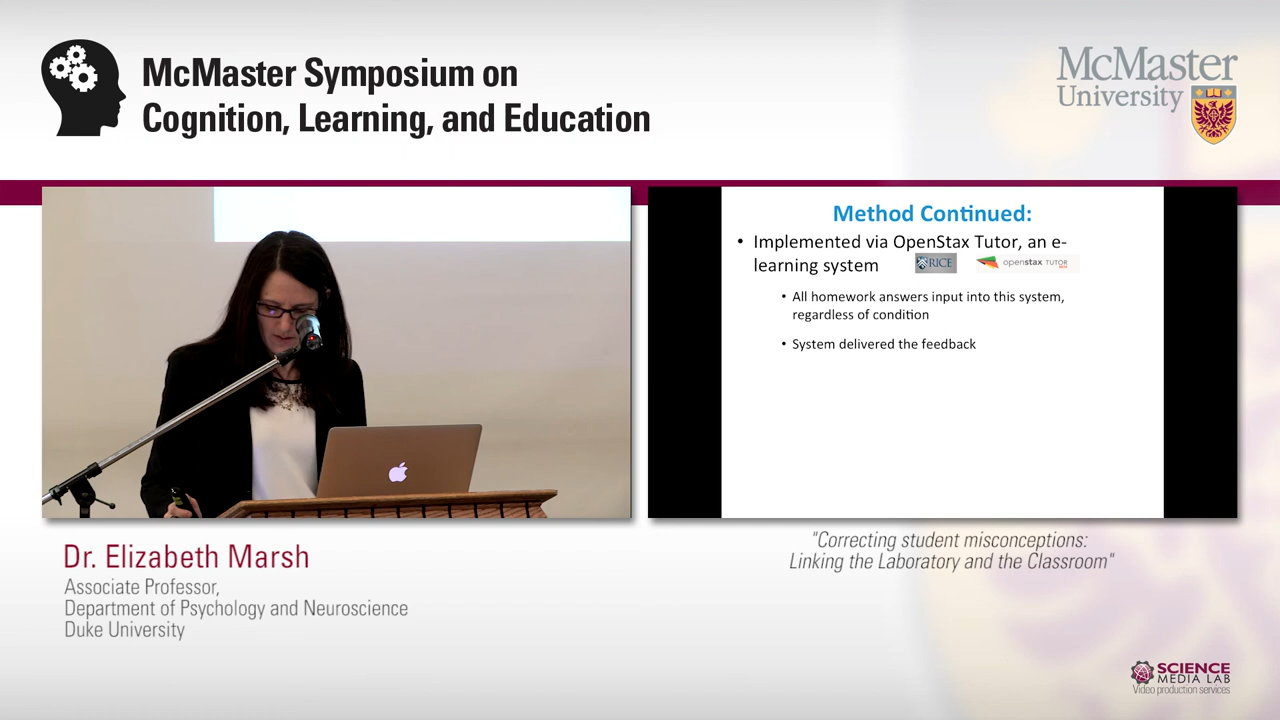 McMaster Symposium on
Cognition, Learning, and Education
McMaster
University
Method Continued:
• Implemented via OpenStax Tutor, an e-
learning system
RICE
openstax TUTOR
• All homework answers input into this system,
regardless of condition
• System delivered the feedback
Dr. Elizabeth Marsh
Associate Professor,
Department of Psychology and Neuroscience
Duke University
"Correcting student misconceptions:
Linking the Laboratory and the Classroom"
SCIENCE
MEDIA LAB
Video production services